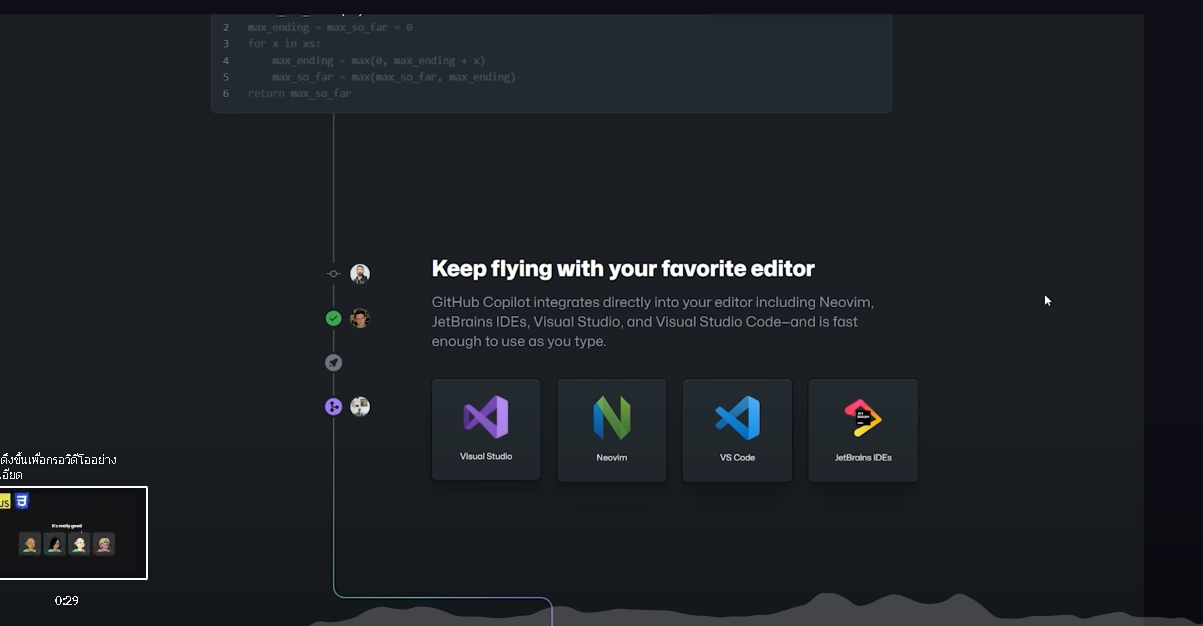 2 max_ending = max_so_far = 0
3 for x in xs:
4 max_ending = max(0, max_ending + x)
5 max_so_far = max(max_so_far, max_ending)
6 return max_so_far
Keep flying with your favorite editor
GitHub Copilot integrates directly into your editor including Neovim,
JetBrains IDEs, Visual Studio, and Visual Studio Code—and is fast
enough to use as you type.
Visual Studio
Neovim
VS Code
JetBrains IDEs
ดึงขึ้นเพื่อกรอวิดีโออย่าง
JS
It's really good
0:29